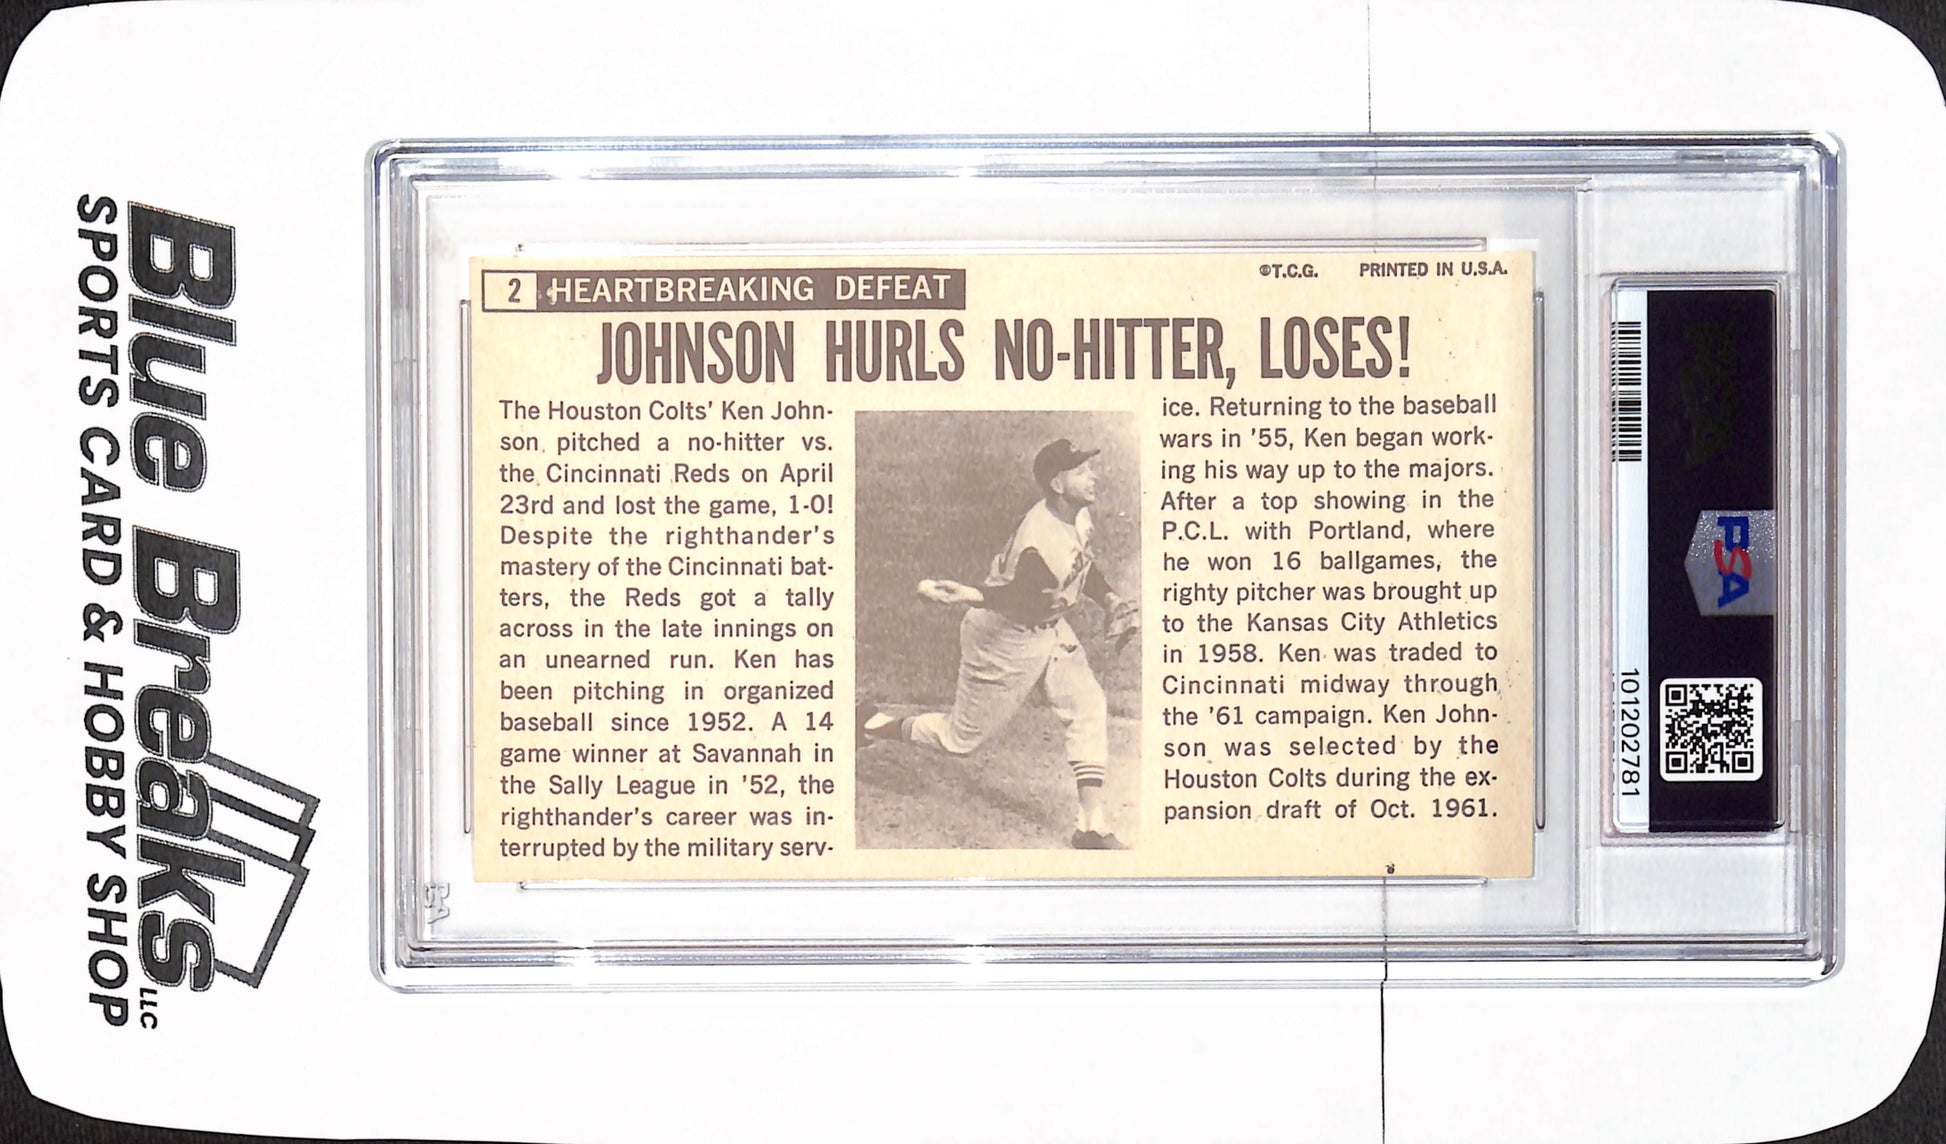 Blue Breaks LLC
SPORTS CARD & HOBBY SHOP
2 HEARTBREAKING DEFEAT
©T.C.G. PRINTED IN U.S.A.
JOHNSON HURLS NO-HITTER, LOSES!
The Houston Colts' Ken John-
son pitched a no-hitter vs.
the Cincinnati Reds on April
23rd and lost the game, 1-0!
Despite the righthander's
mastery of the Cincinnati bat-
ters, the Reds got a tally
across in the late innings on
an unearned run. Ken has
been pitching in organized
baseball since 1952. A 14
game winner at Savannah in
the Sally League in '52, the
righthander's career was in-
terrupted by the military serv-
ice. Returning to the baseball
wars in '55, Ken began work-
ing his way up to the majors.
After a top showing in the
P.C.L. with Portland, where
he won 16 ballgames, the
righty pitcher was brought up
to the Kansas City Athletics
in 1958. Ken was traded to
Cincinnati midway through
the '61 campaign. Ken John-
son was selected by the
Houston Colts during the ex-
pansion draft of Oct. 1961.
PSA
101202781
PSA